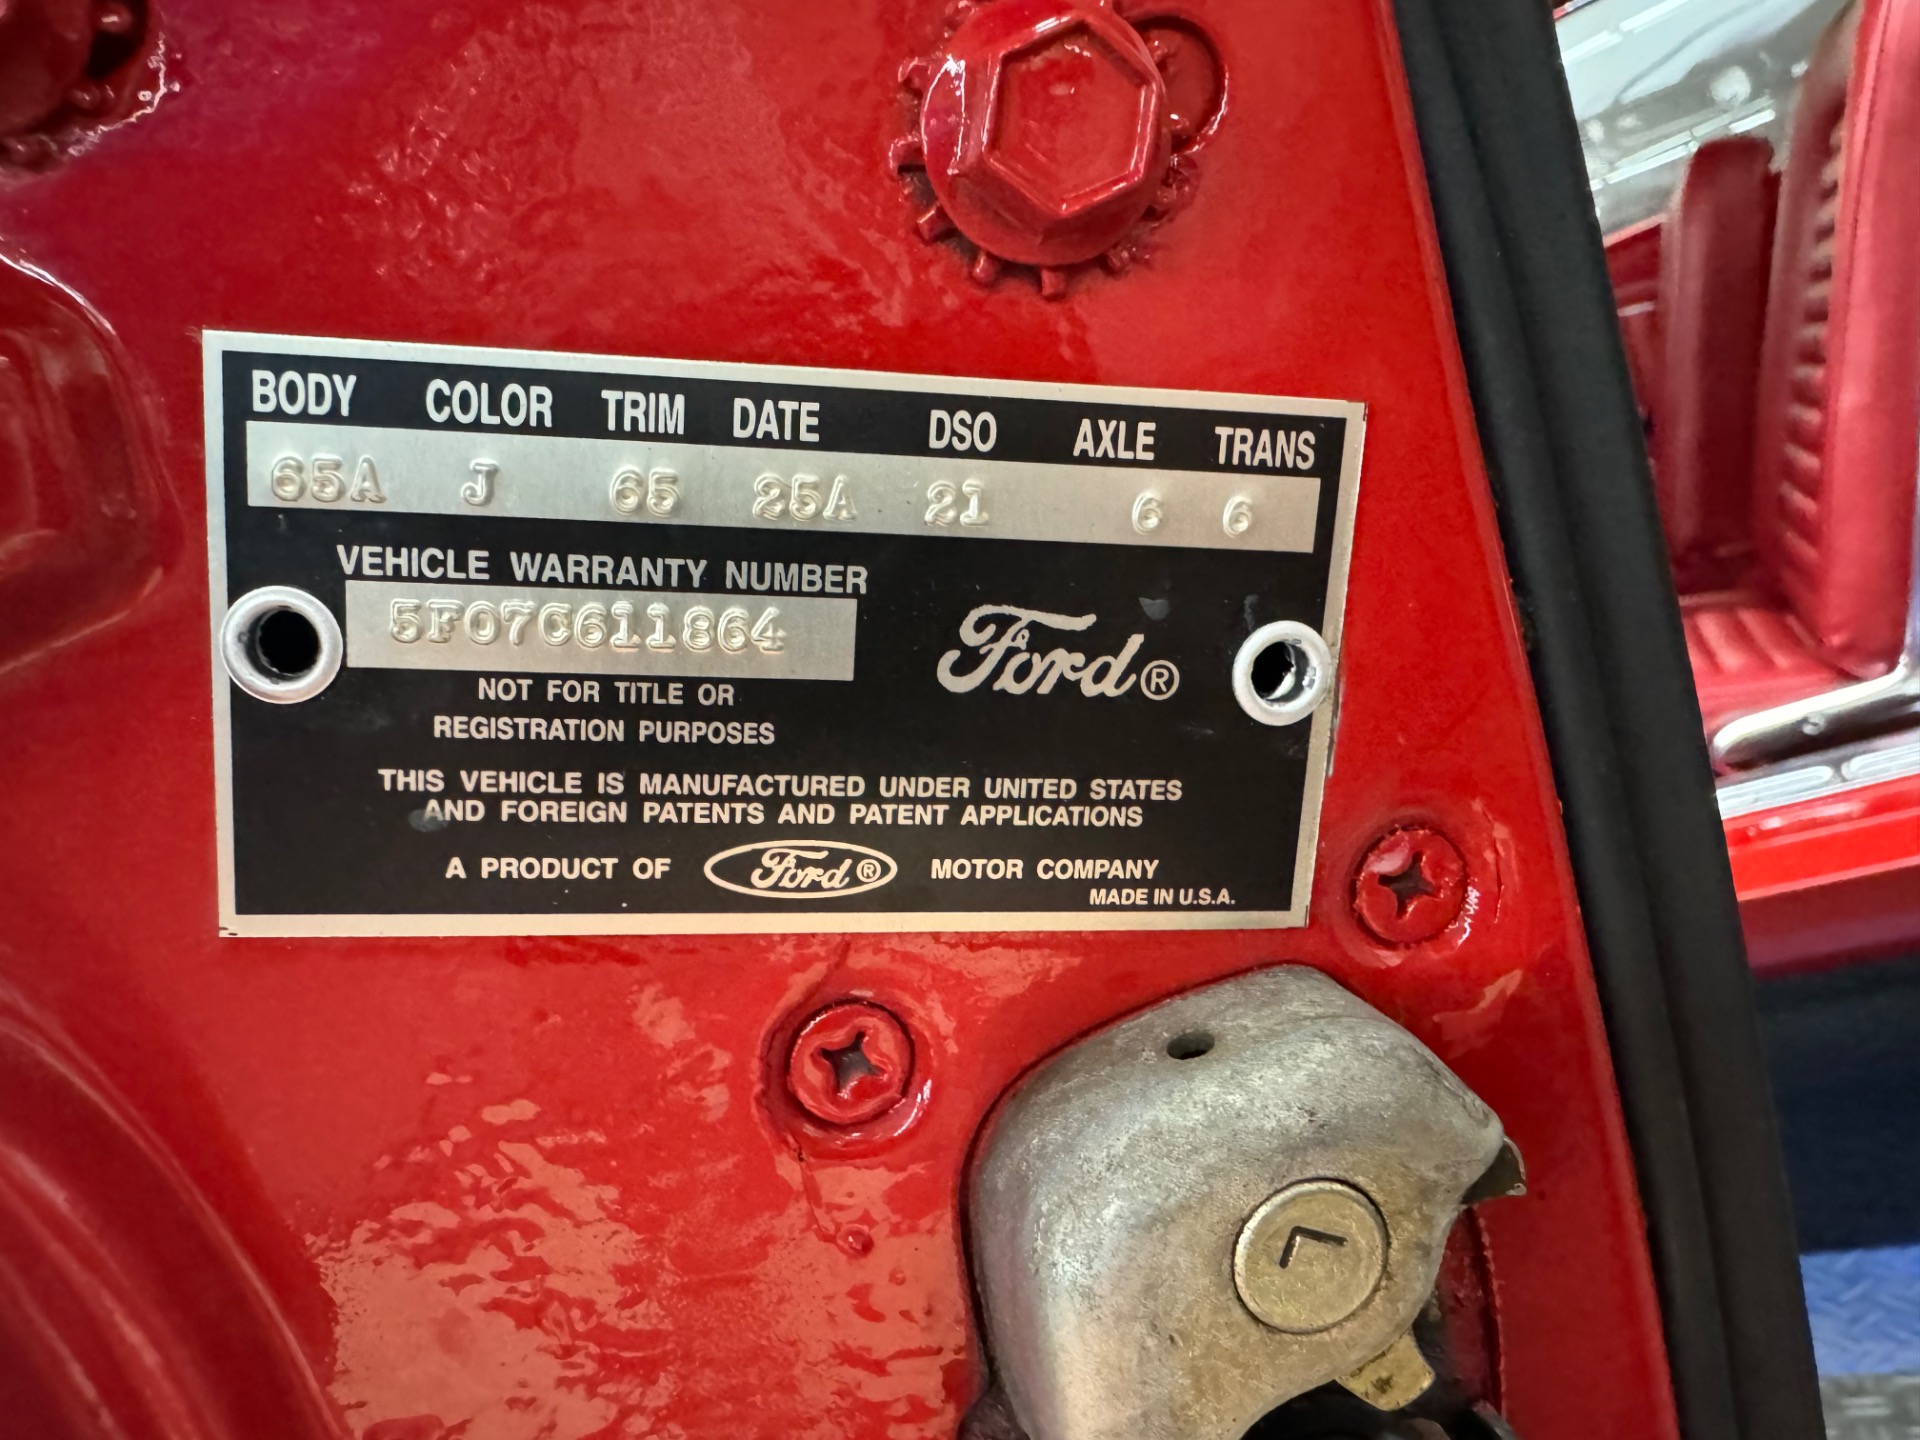 BODY COLOR TRIM DATE DSO AXLE TRANS
65A J 65 25A 21 6 6
VEHICLE WARRANTY NUMBER
5F07C611864
Ford®
NOT FOR TITLE OR
REGISTRATION PURPOSES
THIS VEHICLE IS MANUFACTURED UNDER UNITED STATES
AND FOREIGN PATENTS AND PATENT APPLICATIONS
A PRODUCT OF Ford® MOTOR COMPANY
MADE IN U.S.A.